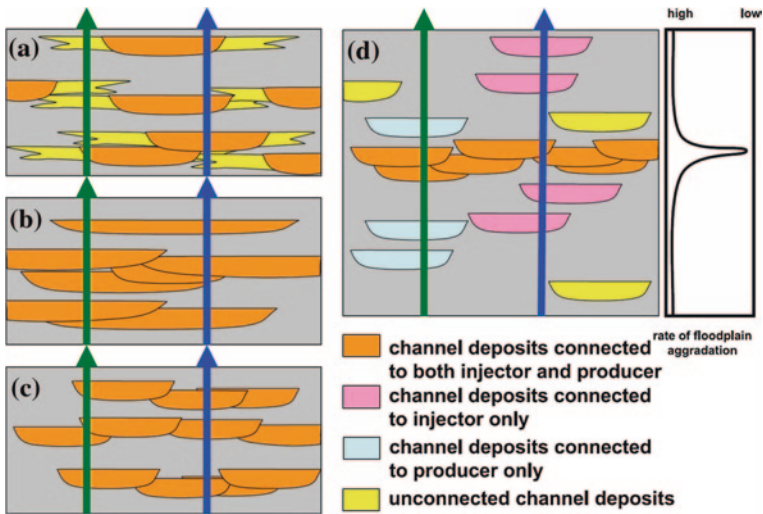 (a)
(b)
(c)
(d)
high low
rate of floodplain
aggradation
channel deposits connected
to both injector and producer
channel deposits connected
to injector only
channel deposits connected
to producer only
unconnected channel deposits